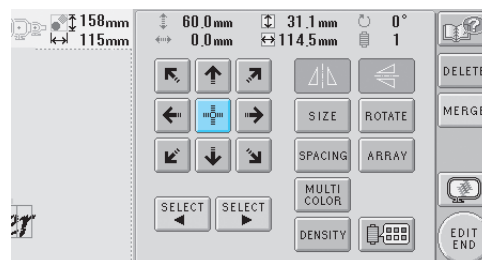 158mm 60.0mm 31.1mm 0°
115mm 0.0mm 114.5mm 1
DELETE
SIZE ROTATE MERGE
SPACING ARRAY
SELECT SELECT MULTI COLOR
DENSITY EDIT END